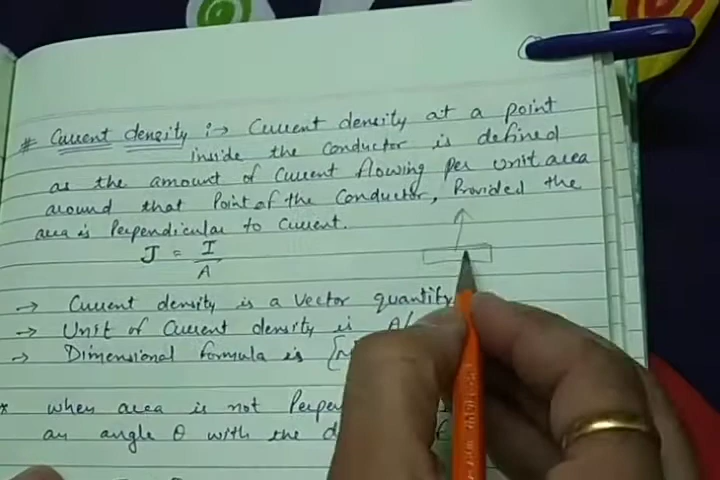 # Current density :→ Current density at a point
inside the conductor is defined
as the amount of current flowing per unit area
around that point of the conductor, Provided the
area is Perpendicular to current.
J = I/A
→ Current density is a vector quantity
→ Unit of Current density is A/
→ Dimensional formula is [M
* when area is not Perpe
an angle θ with the d